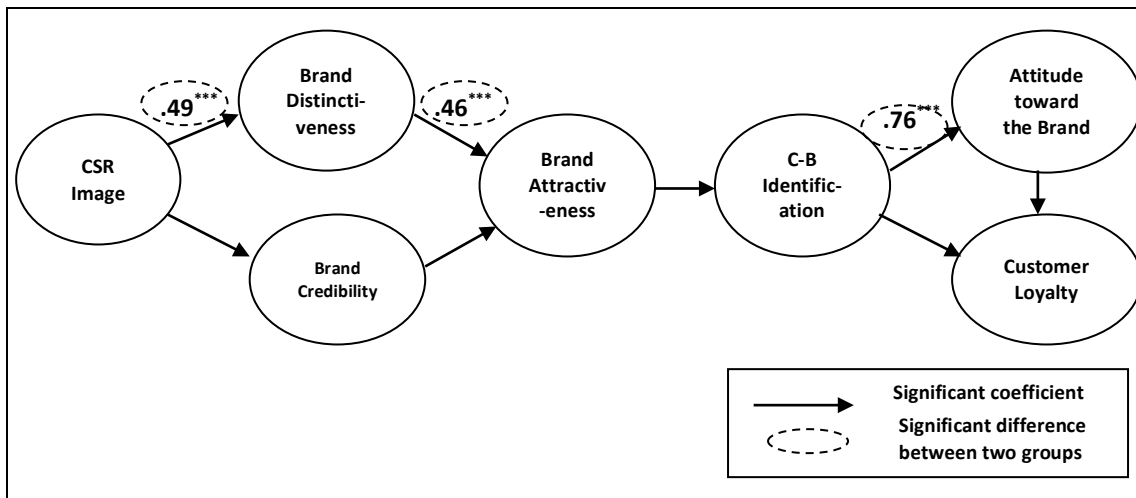 Brand
Distincti-
veness
.49***
.46***
CSR
Image
Brand
Credibility
Brand
Attractiv
-eness
C-B
Identific-
ation
.76***
Attitude
toward
the Brand
Customer
Loyalty
Significant coefficient
Significant difference
between two groups